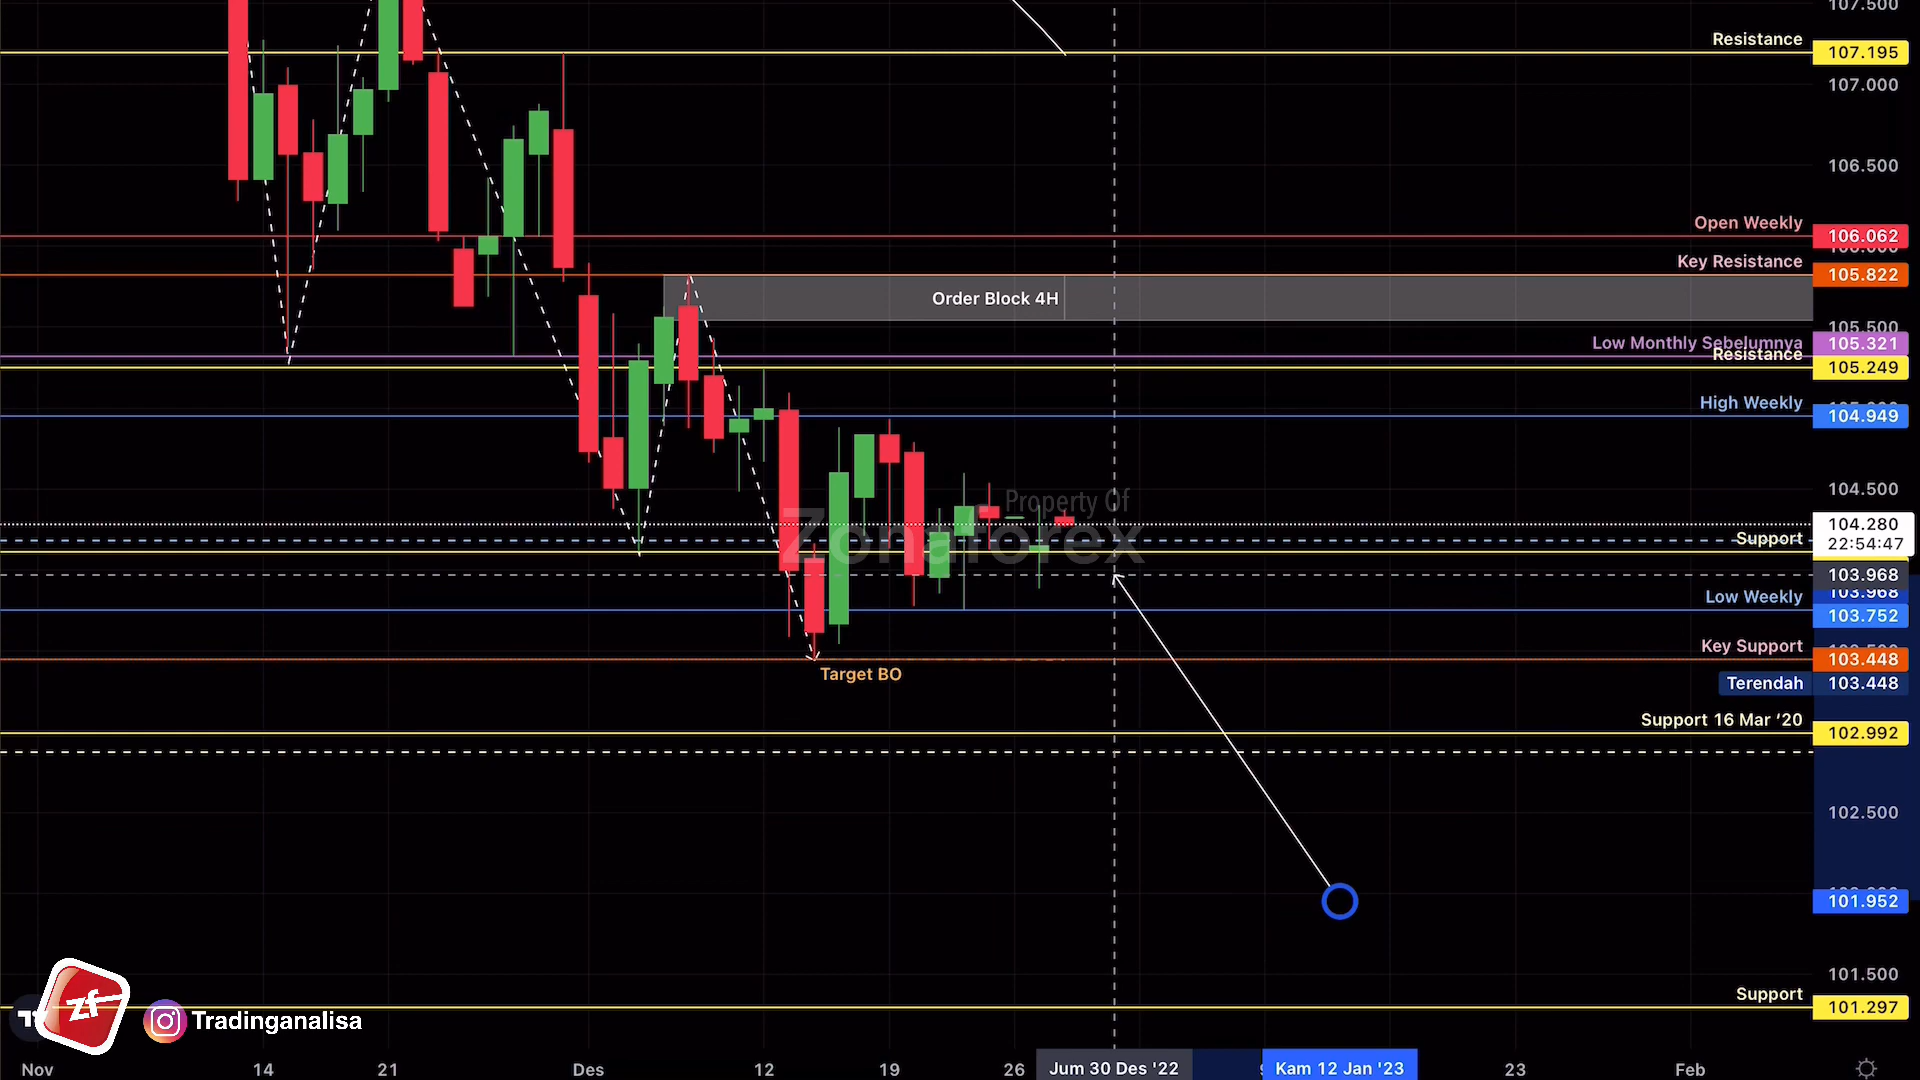 107.500
Resistance 107.195
107.000
106.500
Open Weekly 106.062
Key Resistance 105.822
Order Block 4H
105.500
Low Monthly Sebelumnya 105.321
Resistance 105.249
High Weekly 104.949
104.500
Property Of
Zonaforex
104.280
Support 22:54:47
103.968
103.968
Low Weekly
103.752
Key Support 103.448
Target BO
Terendah 103.448
Support 16 Mar '20 102.992
102.500
101.952
101.500
Support 101.297
zf
Tradinganalisa
Nov 14 21 Des 12 19 26 Jum 30 Des '22 Kam 12 Jan '23 23 Feb